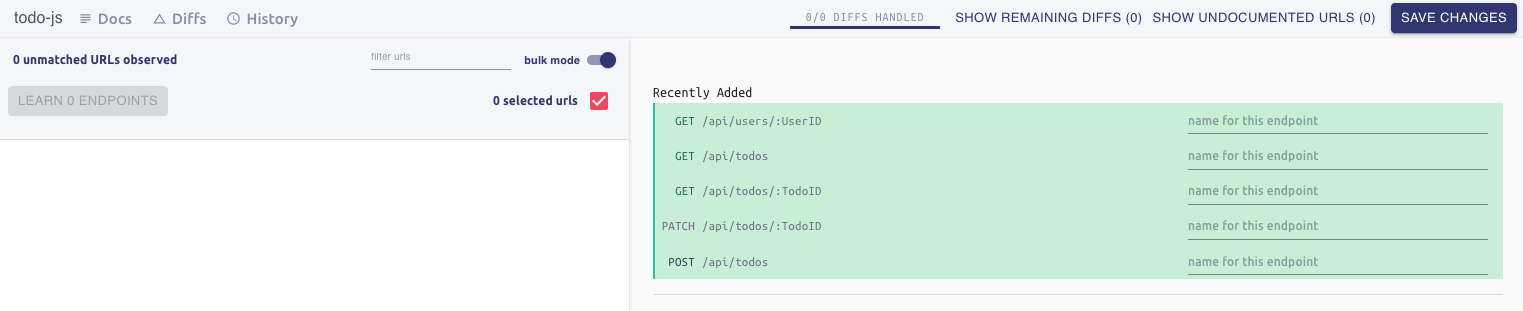 todo-js Docs Diffs History 0/0 DIFFS HANDLED SHOW REMAINING DIFFS (0) SHOW UNDOCUMENTED URLS (0) SAVE CHANGES
0 unmatched URLs observed filter urls bulk mode
LEARN 0 ENDPOINTS 0 selected urls
Recently Added
GET /api/users/:UserID name for this endpoint
GET /api/todos name for this endpoint
GET /api/todos/:TodoID name for this endpoint
PATCH /api/todos/:TodoID name for this endpoint
POST /api/todos name for this endpoint